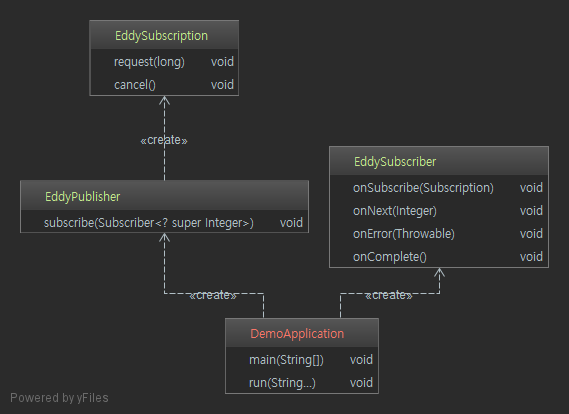 EddySubscription
request(long) void
cancel() void
«create»
EddyPublisher
subscribe(Subscriber<? super Integer>) void
EddySubscriber
onSubscribe(Subscription) void
onNext(Integer) void
onError(Throwable) void
onComplete() void
«create»
«create»
DemoApplication
main(String[]) void
run(String...) void
Powered by yFiles